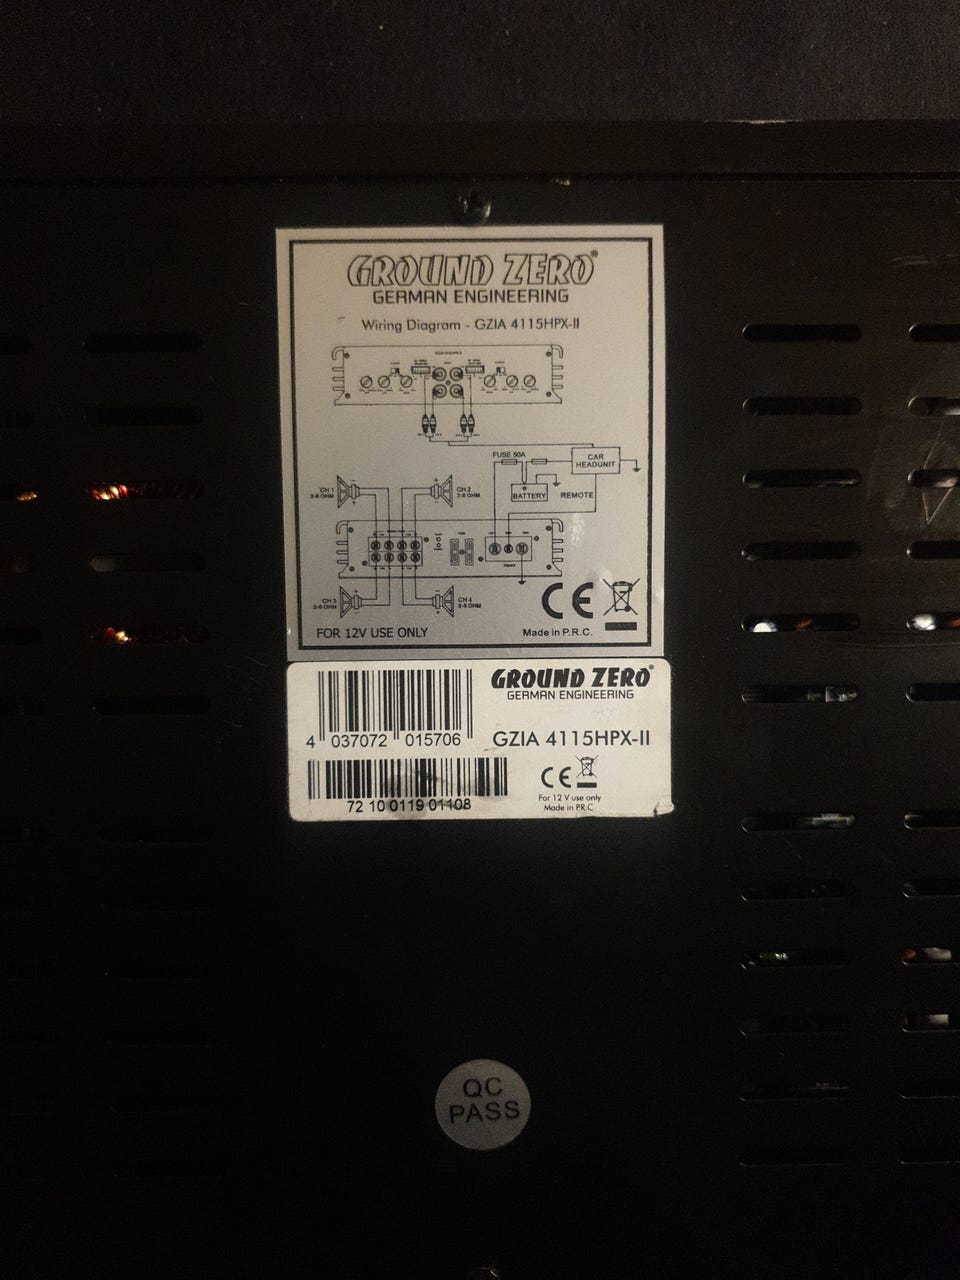 GROUND ZERO®
GERMAN ENGINEERING
Wiring Diagram - GZIA 4115HPX-II
FUSE 50A
CAR HEADUNIT
BATTERY
REMOTE
CH 1
2-8 OHM
CH 2
2-8 OHM
CH 3
2-8 OHM
CH 4
2-8 OHM
CE
FOR 12V USE ONLY
Made in P.R.C.
GROUND ZERO®
GERMAN ENGINEERING
4 037072 015706
GZIA 4115HPX-II
CE
72 10 0119 01108
For 12 V use only
Made in P.R.C.
QC
PASS